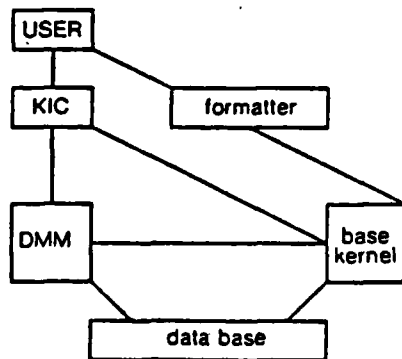 USER
KIC
formatter
DMM
base
kernel
data base